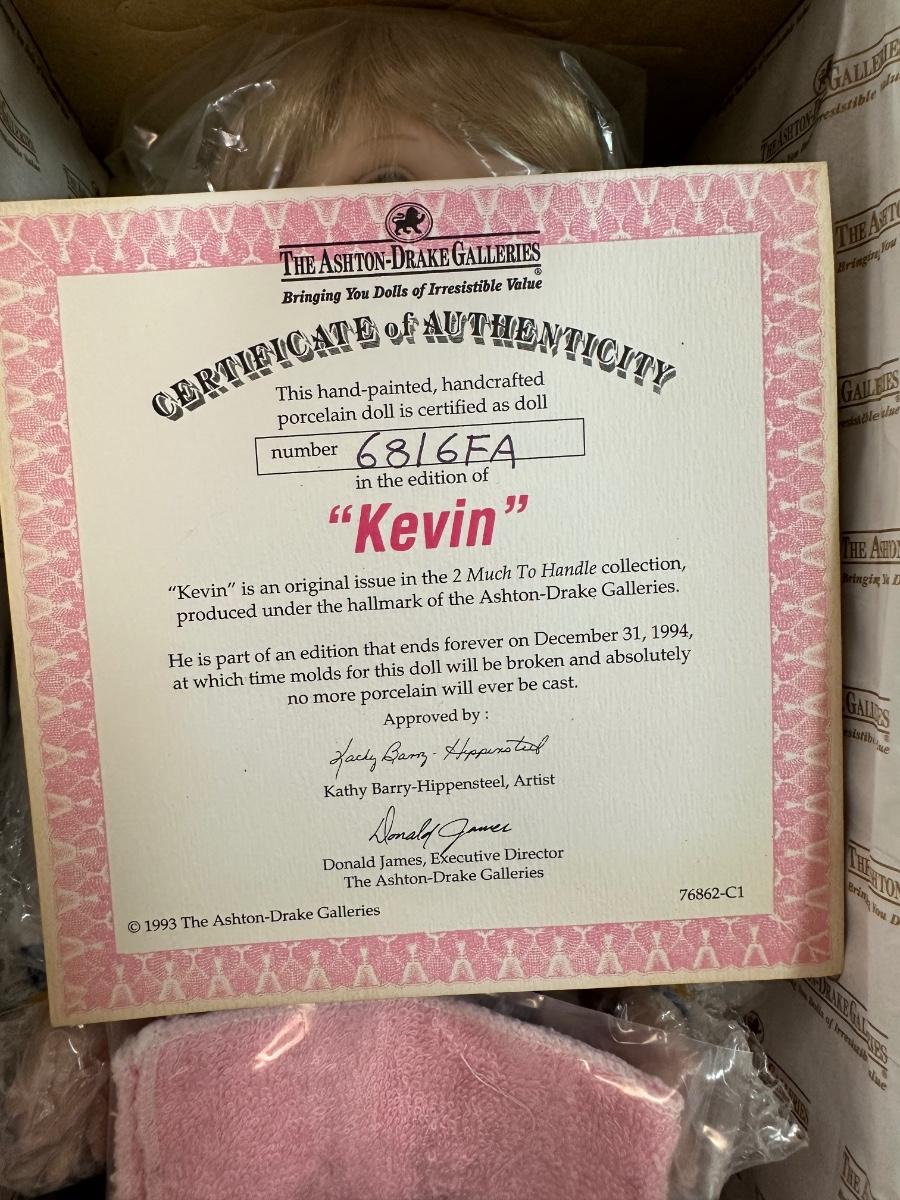 THE ASHTON-DRAKE GALLERIES
®
Bringing You Dolls of Irresistible Value
CERTIFICATE of AUTHENTICITY
This hand-painted, handcrafted
porcelain doll is certified as doll
number 6816FA
in the edition of
“Kevin”
“Kevin” is an original issue in the 2 Much To Handle collection,
produced under the hallmark of the Ashton-Drake Galleries.
He is part of an edition that ends forever on December 31, 1994,
at which time molds for this doll will be broken and absolutely
no more porcelain will ever be cast.
Approved by :
Kathy Barry-Hippensteel
Kathy Barry-Hippensteel, Artist
Donald James
Donald James, Executive Director
The Ashton-Drake Galleries
76862-C1
© 1993 The Ashton-Drake Galleries